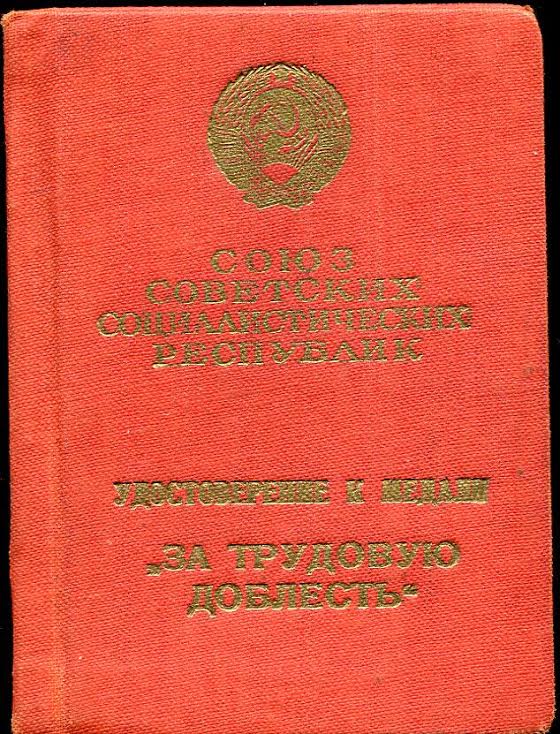 СОЮЗ
СОВЕТСКИХ
СОЦИАЛИСТИЧЕСКИХ
РЕСПУБЛИК
УДОСТОВЕРЕНИЕ К МЕДАЛИ
„ЗА ТРУДОВУЮ
ДОБЛЕСТЬ“